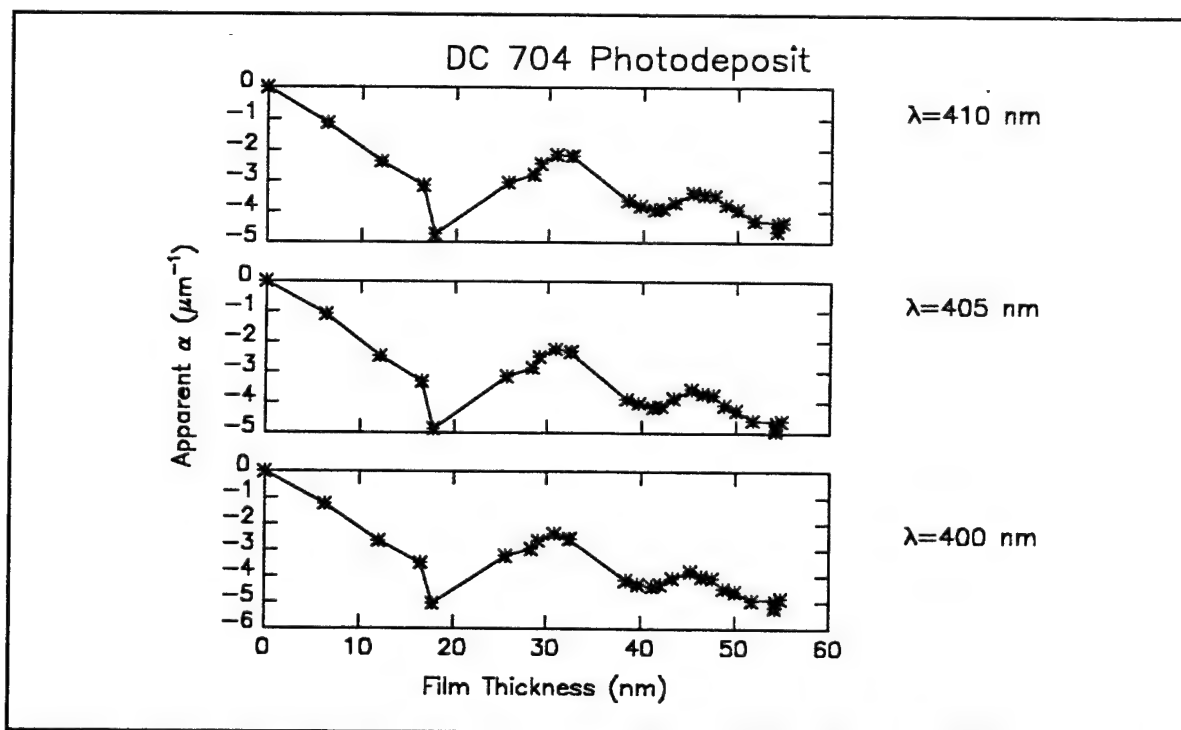 DC 704 Photodeposit
0
−1
−2
−3
−4
−5
λ=410 nm
0
−1
−2
−3
−4
−5
λ=405 nm
0
−1
−2
−3
−4
−5
−6
λ=400 nm
0 10 20 30 40 50 60
Film Thickness (nm)
Apparent α (μm⁻¹)